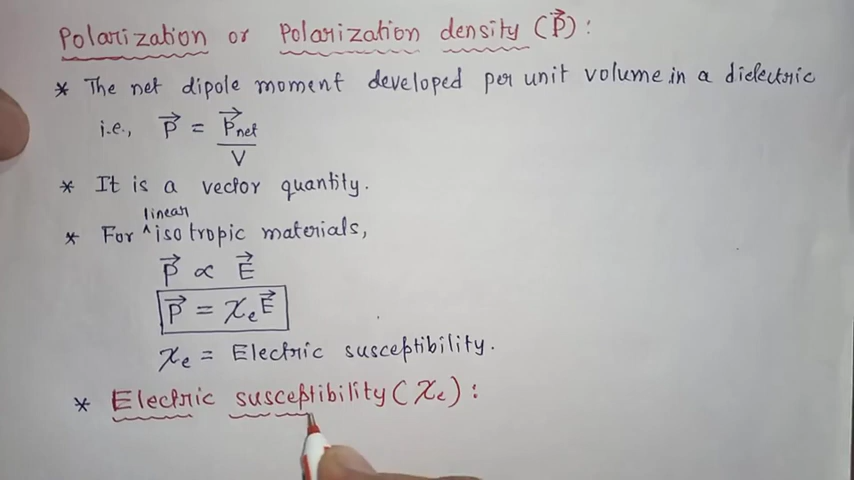 Polarization or Polarization density (P⃗):
* The net dipole moment developed per unit volume in a dielectric
i.e., P⃗ = P⃗net / V
* It is a vector quantity.
* For ^linear isotropic materials,
P⃗ ∝ E⃗
P⃗ = χₑE⃗
χₑ = Electric susceptibility.
* Electric susceptibility (χₑ):